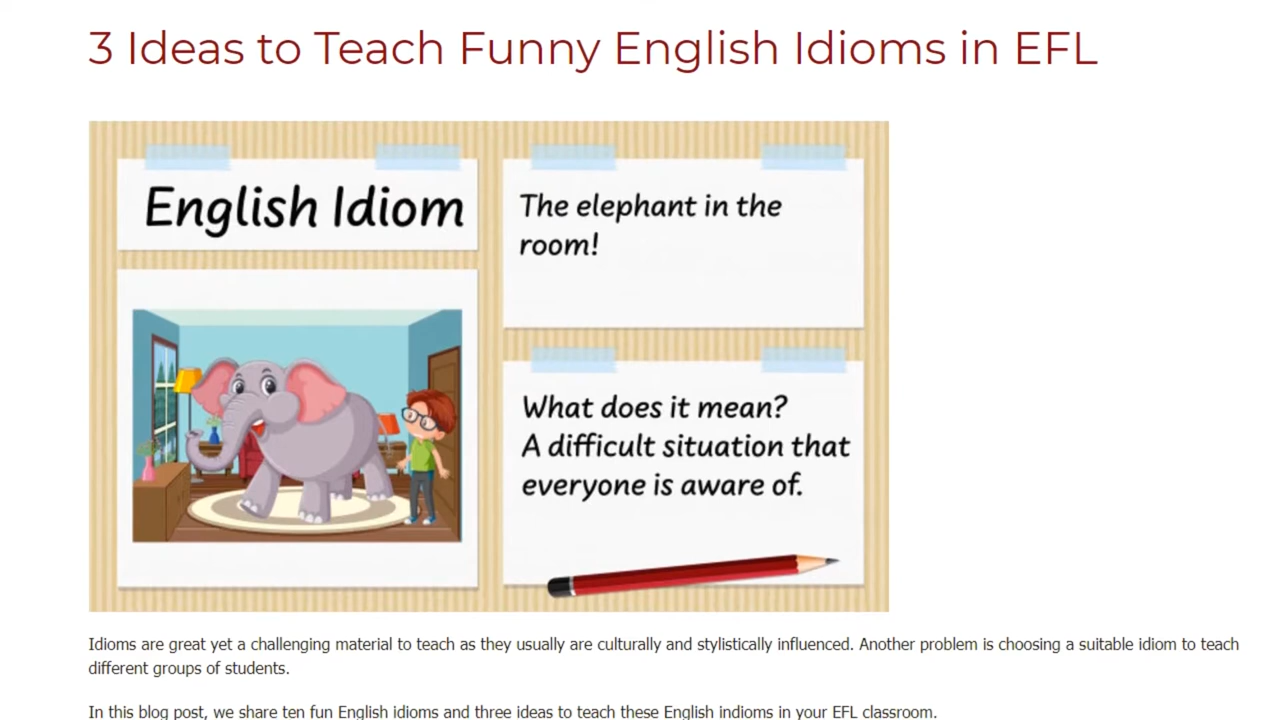 3 Ideas to Teach Funny English Idioms in EFL
English Idiom
The elephant in the
room!
What does it mean?
A difficult situation that
everyone is aware of.
Idioms are great yet a challenging material to teach as they usually are culturally and stylistically influenced. Another problem is choosing a suitable idiom to teach
different groups of students.
In this blog post, we share ten fun English idioms and three ideas to teach these English indioms in your EFL classroom.